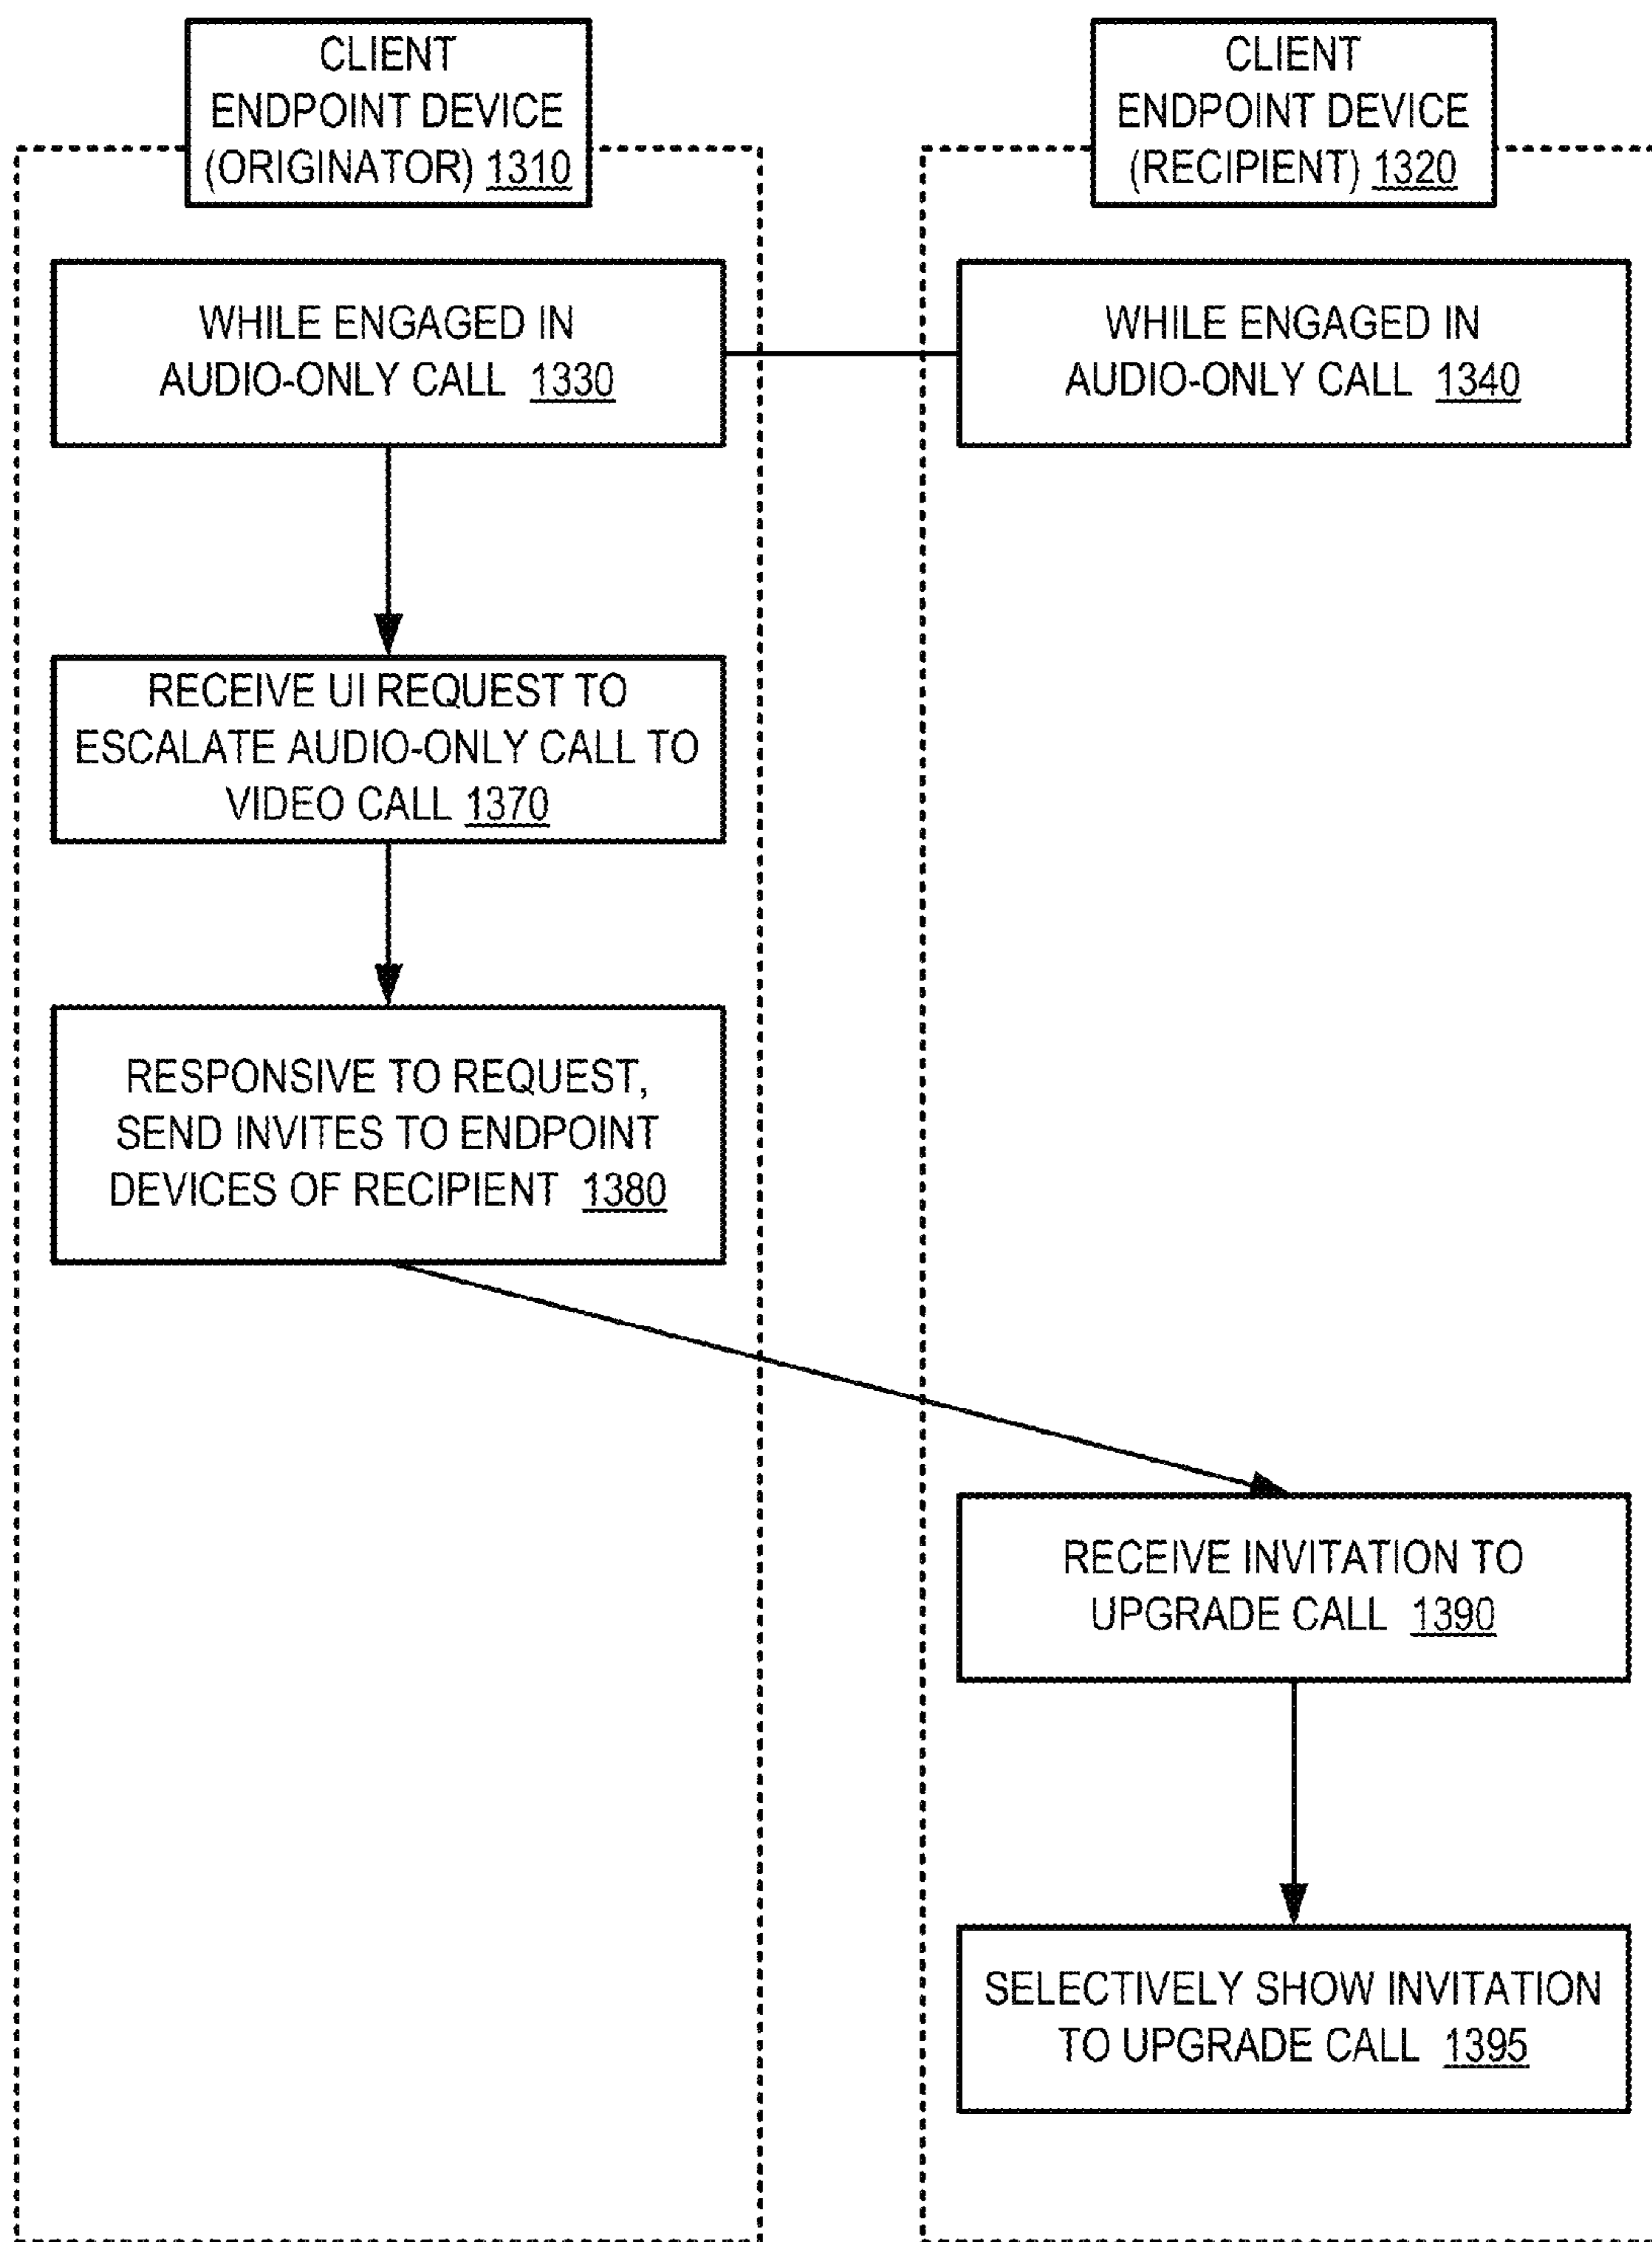 CLIENT
ENDPOINT DEVICE
(ORIGINATOR) 1310
CLIENT
ENDPOINT DEVICE
(RECIPIENT) 1320
WHILE ENGAGED IN
AUDIO-ONLY CALL 1330
WHILE ENGAGED IN
AUDIO-ONLY CALL 1340
RECEIVE UI REQUEST TO
ESCALATE AUDIO-ONLY CALL TO
VIDEO CALL 1370
RESPONSIVE TO REQUEST,
SEND INVITES TO ENDPOINT
DEVICES OF RECIPIENT 1380
RECEIVE INVITATION TO
UPGRADE CALL 1390
SELECTIVELY SHOW INVITATION
TO UPGRADE CALL 1395